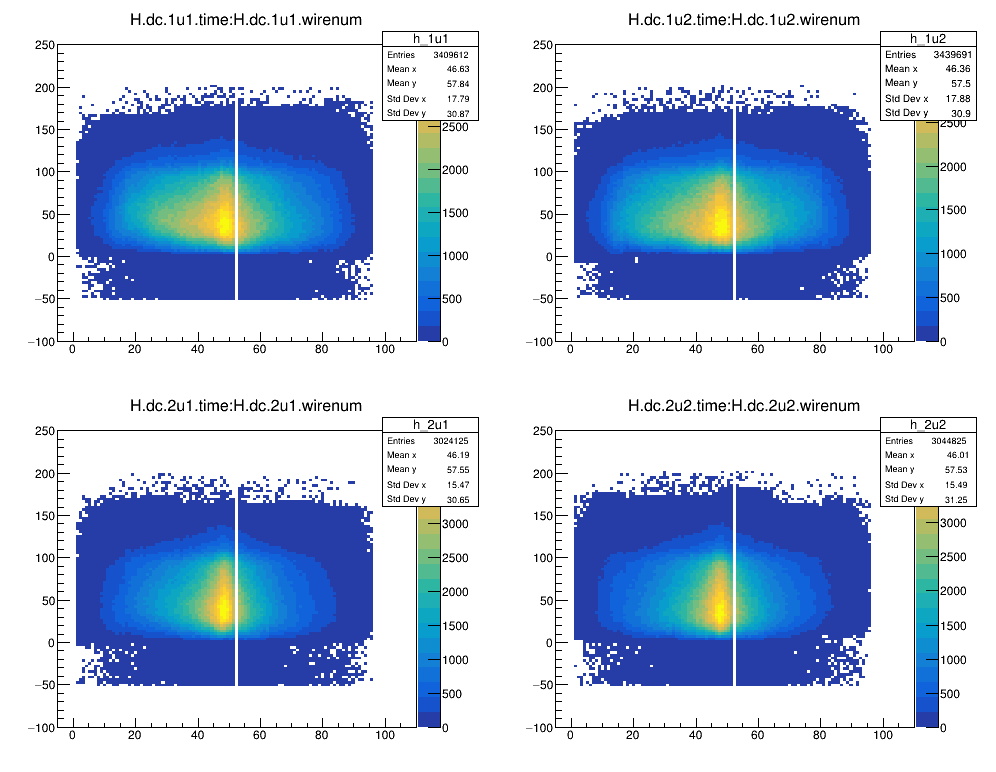 H.dc.1u1.time:H.dc.1u1.wirenum
h_1u1
Entries 3409612
Mean x 46.63
Mean y 57.84
Std Dev x 17.79
Std Dev y 30.87
250
200
150
100
50
0
−50
−100
0 20 40 60 80 100
2500
2000
1500
1000
500
0
H.dc.1u2.time:H.dc.1u2.wirenum
h_1u2
Entries 3439691
Mean x 46.36
Mean y 57.5
Std Dev x 17.88
Std Dev y 30.9
250
200
150
100
50
0
−50
−100
0 20 40 60 80 100
2500
2000
1500
1000
500
0
H.dc.2u1.time:H.dc.2u1.wirenum
h_2u1
Entries 3024125
Mean x 46.19
Mean y 57.55
Std Dev x 15.47
Std Dev y 30.65
250
200
150
100
50
0
−50
−100
0 20 40 60 80 100
3000
2500
2000
1500
1000
500
0
H.dc.2u2.time:H.dc.2u2.wirenum
h_2u2
Entries 3044825
Mean x 46.01
Mean y 57.53
Std Dev x 15.49
Std Dev y 31.25
250
200
150
100
50
0
−50
−100
0 20 40 60 80 100
3000
2500
2000
1500
1000
500
0